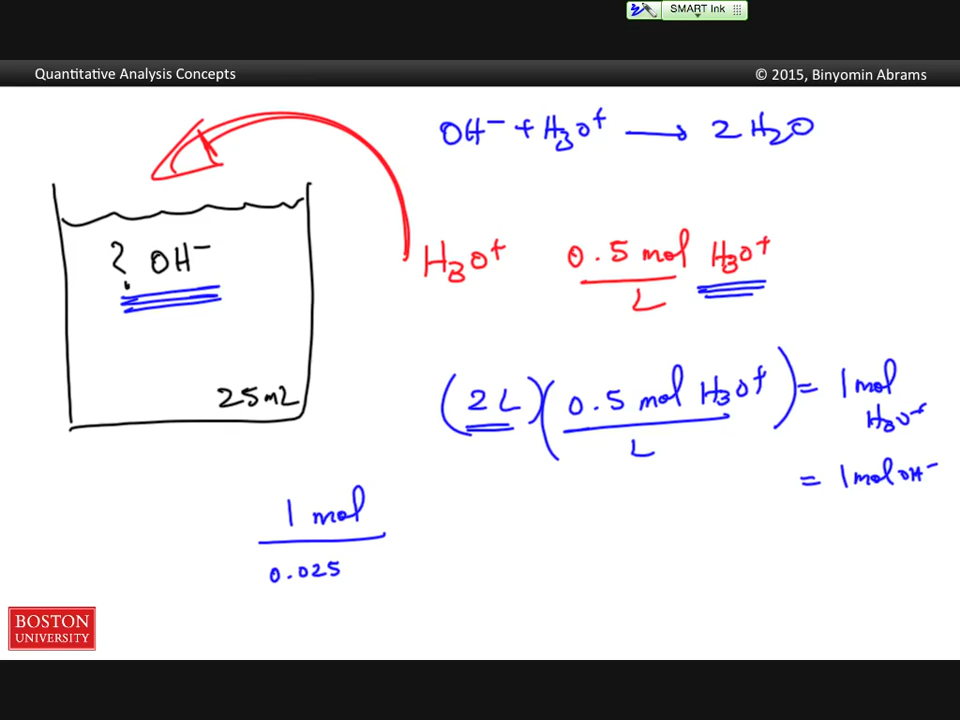 SMART Ink
Quantitative Analysis Concepts
© 2015, Binyomin Abrams
OH⁻ + H₃O⁺ → 2 H₂O
? OH⁻
H₃O⁺
0.5 mol H₃O⁺
L
25 mL
(2 L)(0.5 mol H₃O⁺) = 1 mol
L
H₃O⁺
= 1 mol OH⁻
1 mol
0.025
BOSTON
UNIVERSITY